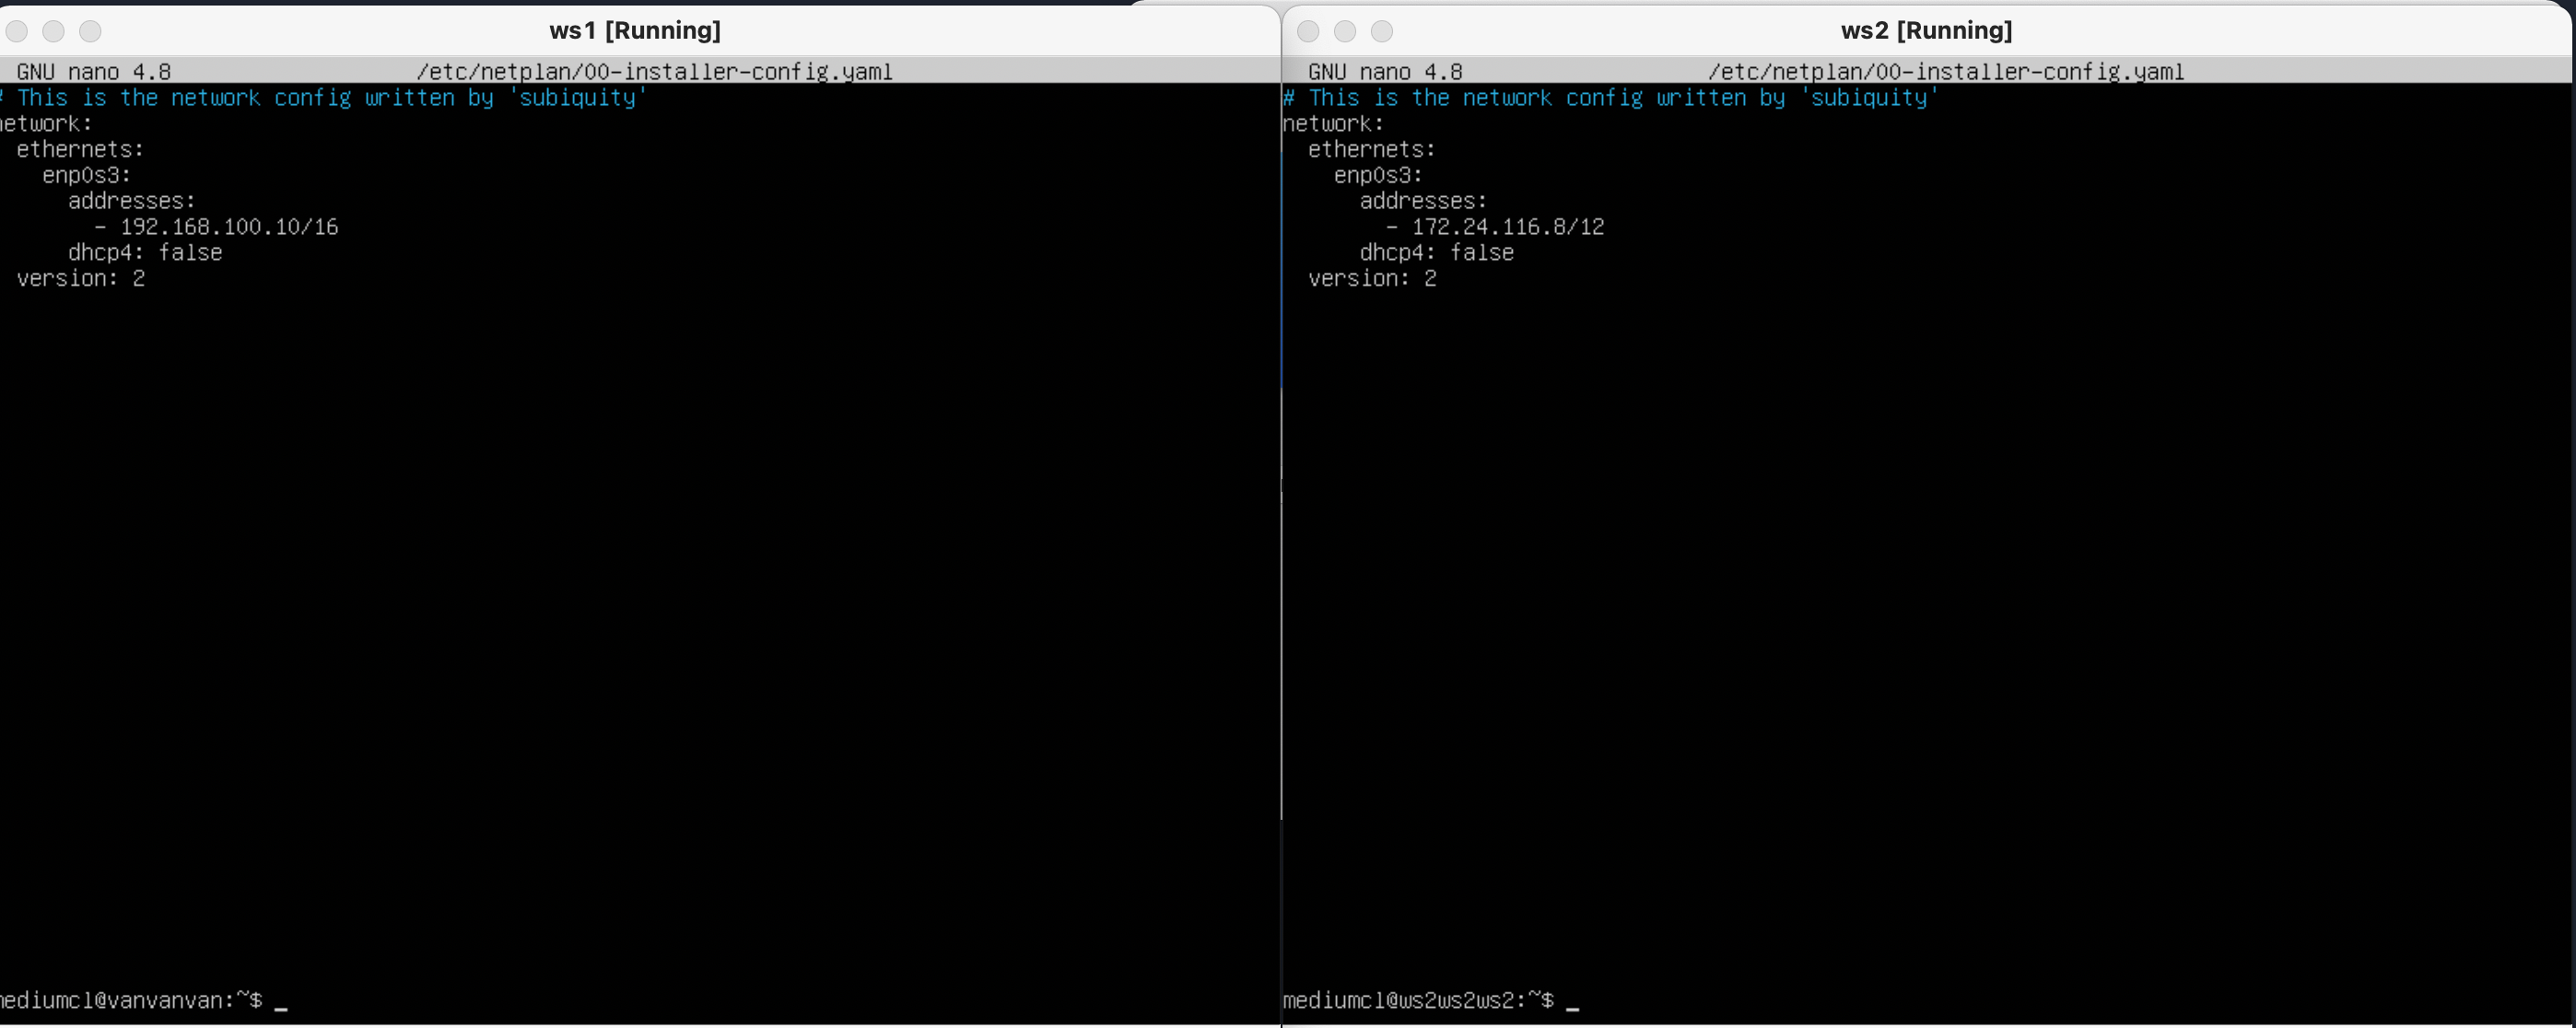 ws1 [Running]
GNU nano 4.8 /etc/netplan/00-installer-config.yaml
# This is the network config written by 'subiquity'
network:
ethernets:
enp0s3:
addresses:
- 192.168.100.10/16
dhcp4: false
version: 2
mediumcl@vanvanvan:~$ _
ws2 [Running]
GNU nano 4.8 /etc/netplan/00-installer-config.yaml
# This is the network config written by 'subiquity'
network:
ethernets:
enp0s3:
addresses:
- 172.24.116.8/12
dhcp4: false
version: 2
mediumcl@ws2ws2ws2:~$ _